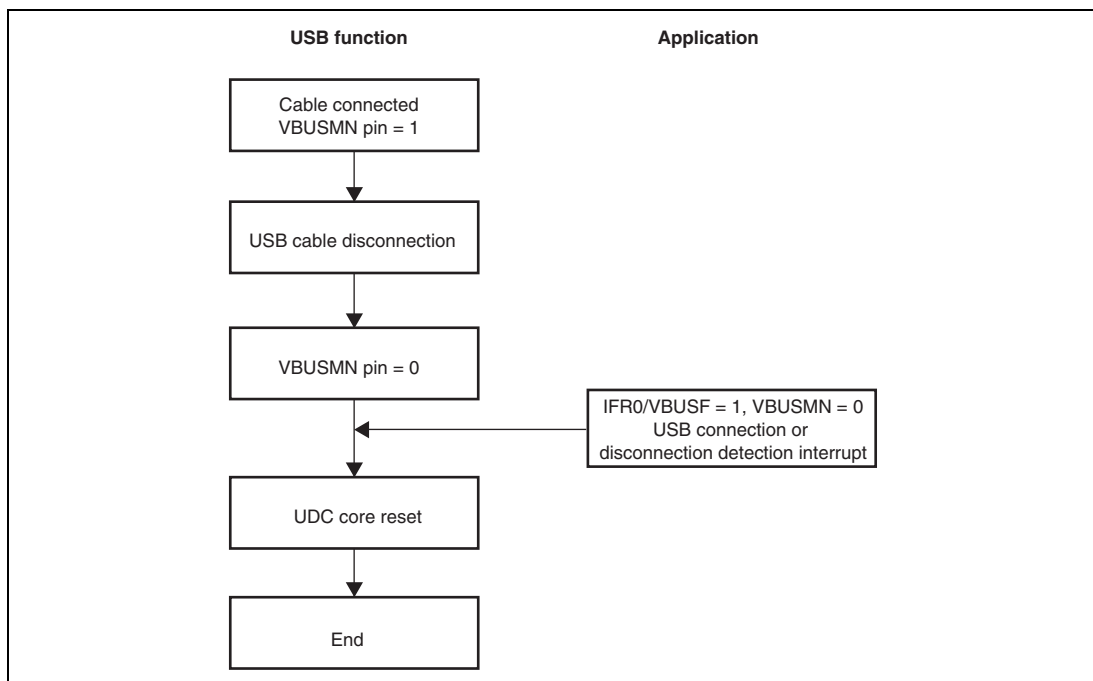 USB function
Application
Cable connected
VBUSMN pin = 1
USB cable disconnection
VBUSMN pin = 0
IFR0/VBUSF = 1, VBUSMN = 0
USB connection or
disconnection detection interrupt
UDC core reset
End